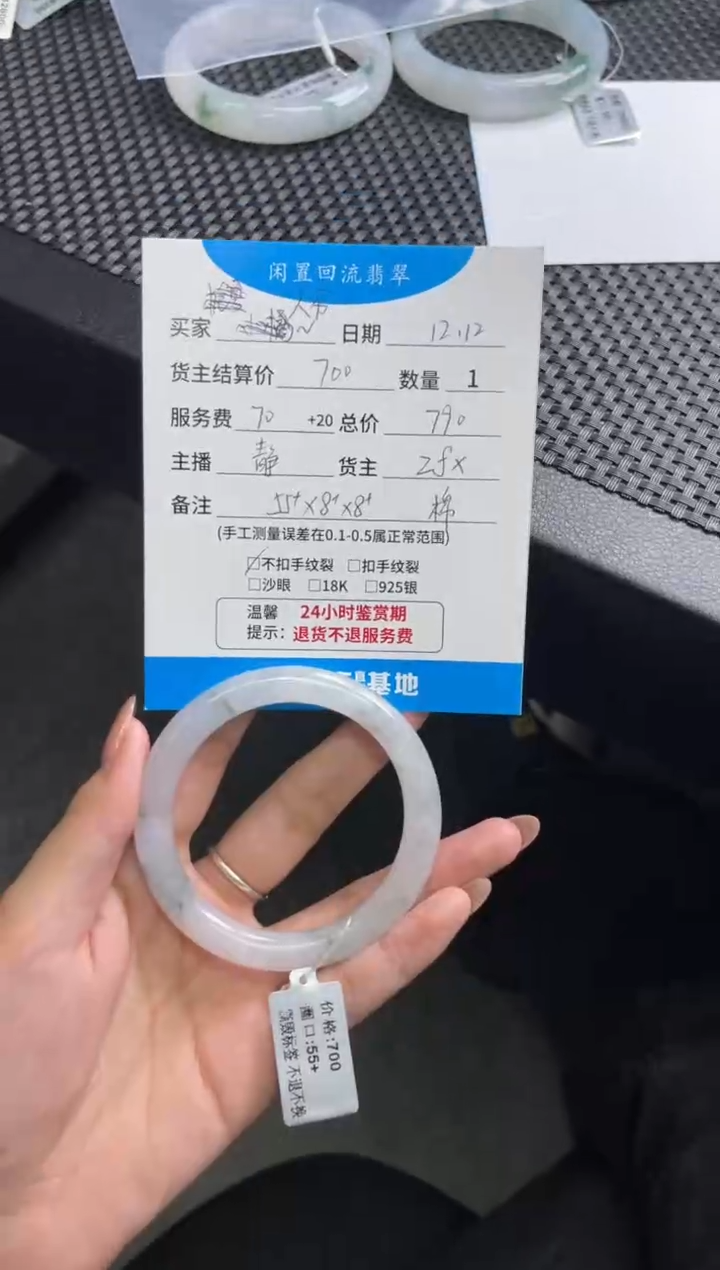 闲置回流翡翠
买家 日期 12.12
货主结算价 700 数量 1
服务费 70 +20 总价 790
主播 静 货主 zfx
备注 55+×8+×8+ 棉
(手工测量误差在0.1-0.5属正常范围)
☑不扣手纹裂 □扣手纹裂
□沙眼 □18K □925银
温馨 24小时鉴赏期
提示: 退货不退服务费
基地
价格:700
圈口:55+
毁标签 不退不换